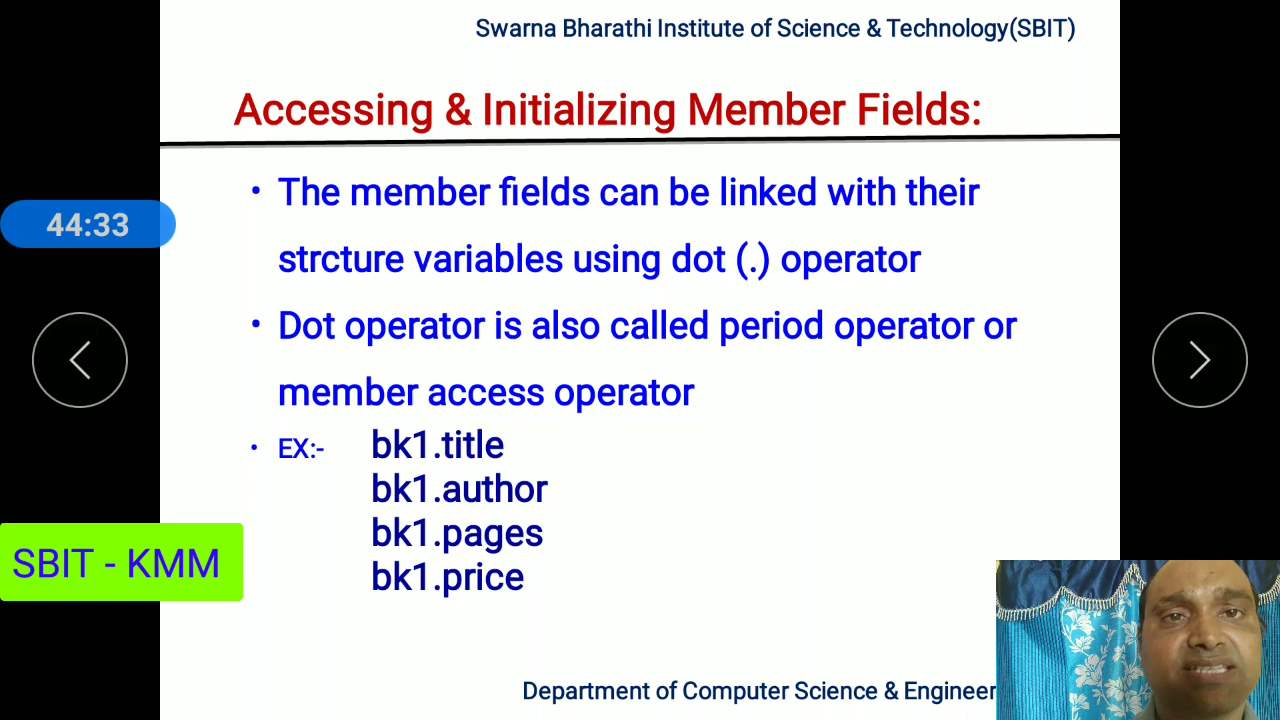 Swarna Bharathi Institute of Science & Technology(SBIT)
Accessing & Initializing Member Fields:
• The member fields can be linked with their
strcture variables using dot (.) operator
44:33
• Dot operator is also called period operator or
member access operator
• EX:- bk1.title
bk1.author
bk1.pages
bk1.price
SBIT - KMM
Department of Computer Science & Engineer